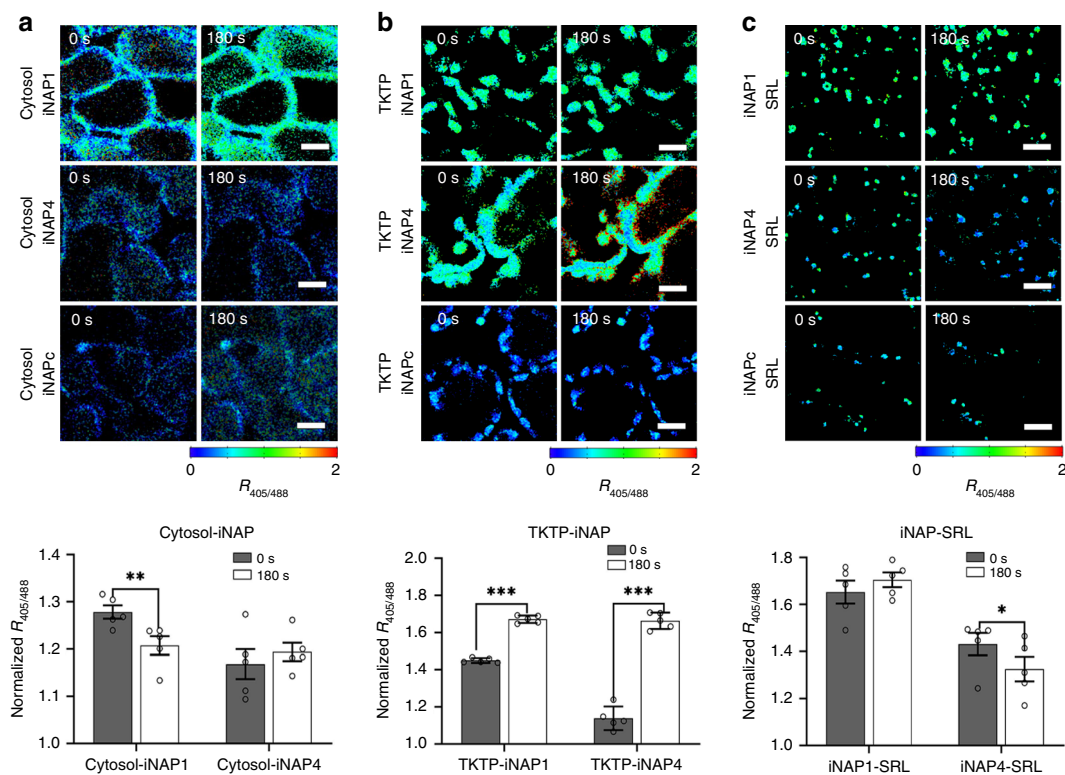 a
0 s
180 s
Cytosol
iNAP1
0 s
180 s
Cytosol
iNAP4
0 s
180 s
Cytosol
iNAPc
0
2
R405/488
Cytosol-iNAP
0 s
180 s
**
Normalized R405/488
1.4
1.3
1.2
1.1
1.0
Cytosol-iNAP1
Cytosol-iNAP4
b
0 s
180 s
TKTP
iNAP1
0 s
180 s
TKTP
iNAP4
0 s
180 s
TKTP
iNAPc
0
2
R405/488
TKTP-iNAP
0 s
180 s
***
***
Normalized R405/488
2.0
1.8
1.6
1.4
1.2
1.0
TKTP-iNAP1
TKTP-iNAP4
c
0 s
180 s
iNAP1
SRL
0 s
180 s
iNAP4
SRL
0 s
180 s
iNAPc
SRL
0
2
R405/488
iNAP-SRL
0 s
180 s
*
Normalized R405/488
1.8
1.6
1.4
1.2
1.0
iNAP1-SRL
iNAP4-SRL